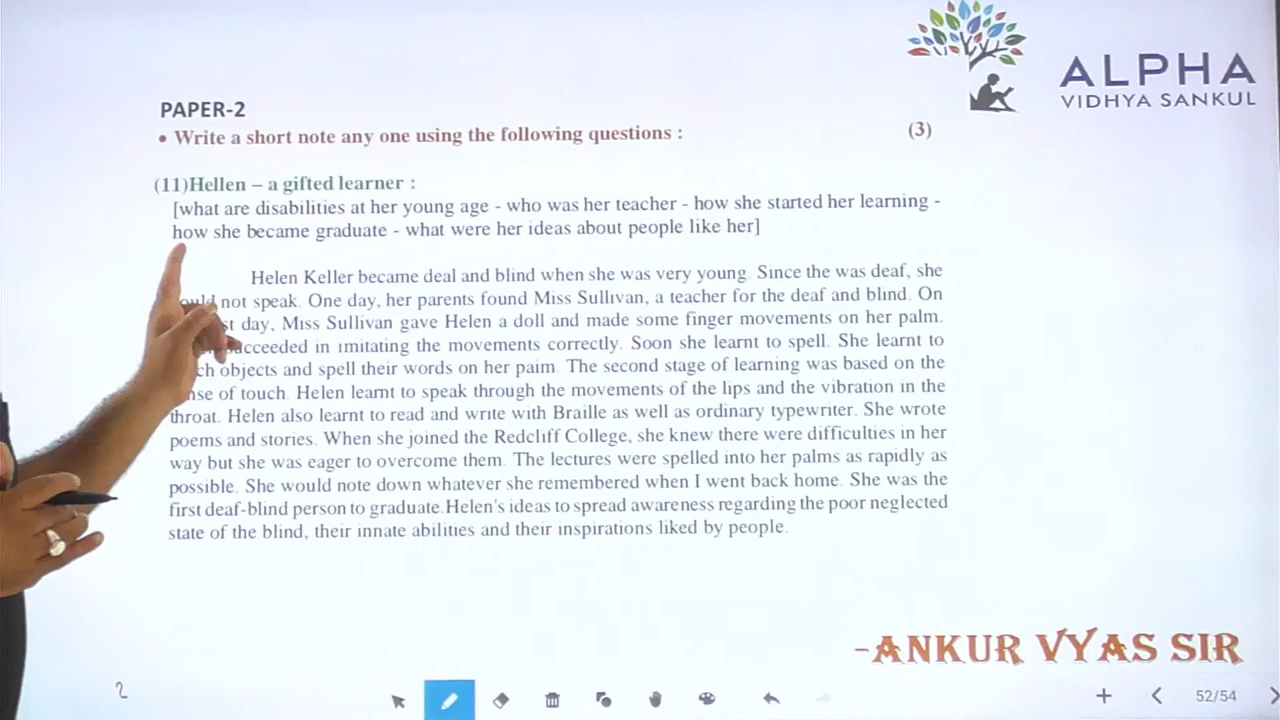 ALPHA
VIDHYA SANKUL
PAPER-2
• Write a short note any one using the following questions : (3)
(11)Hellen – a gifted learner :
[what are disabilities at her young age - who was her teacher - how she started her learning -
how she became graduate - what were her ideas about people like her]
Helen Keller became deal and blind when she was very young. Since the was deaf, she
not speak. One day, her parents found Miss Sullivan, a teacher for the deaf and blind. On
day, Miss Sullivan gave Helen a doll and made some finger movements on her palm.
in imitating the movements correctly. Soon she learnt to spell. She learnt to
objects and spell their words on her paim. The second stage of learning was based on the
of touch. Helen learnt to speak through the movements of the lips and the vibration in the
throat. Helen also learnt to read and write with Braille as well as ordinary typewriter. She wrote
poems and stories. When she joined the Redcliff College, she knew there were difficulties in her
way but she was eager to overcome them. The lectures were spelled into her palms as rapidly as
possible. She would note down whatever she remembered when I went back home. She was the
first deaf-blind person to graduate.Helen's ideas to spread awareness regarding the poor neglected
state of the blind, their innate abilities and their inspirations liked by people.
-ANKUR VYAS SIR
2
52/54